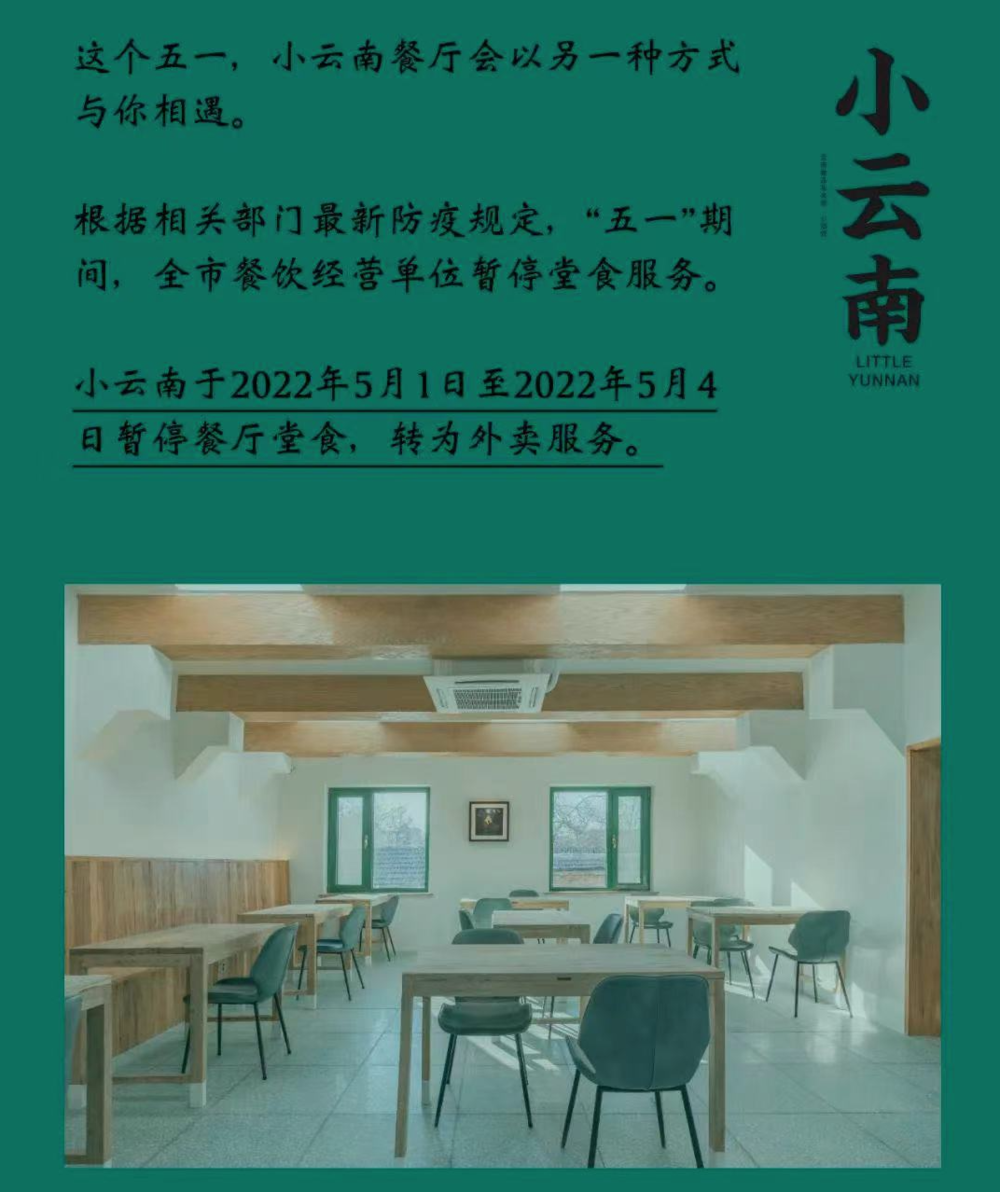 这个五一，小云南餐厅会以另一种方式
与你相遇。
根据相关部门最新防疫规定，“五一”期
间，全市餐饮经营单位暂停堂食服务。
小云南于2022年5月1日至2022年5月4
日暂停餐厅堂食，转为外卖服务。
小云南
LITTLE
YUNNAN